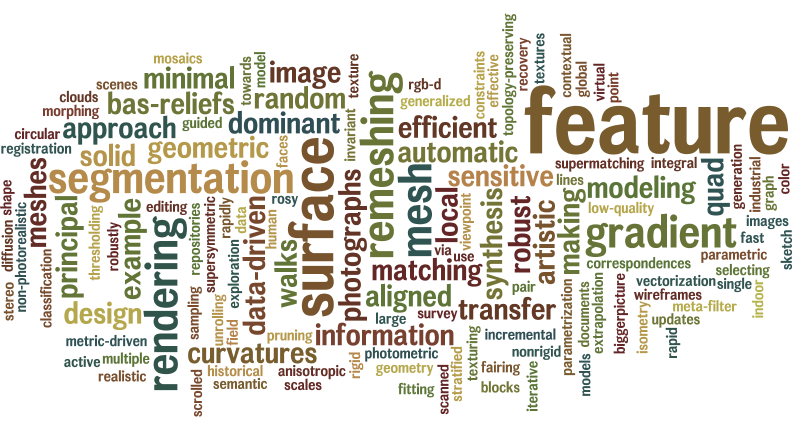 mosaics
scenes
minimal
towards
model
image
texture
clouds
morphing
bas-reliefs
random
remeshing
rgb-d
generalized
constraints
effective
topology-preserving
recovery
textures
contextual
global
virtual
point
circular
registration
approach
guided
dominant
invariant
efficient
feature
solid
geometric
faces
automatic
supermatching
integral
segmentation
surface
sensitive
lines
modeling
quad
generation
industrial
graph
color
shape
meshes
principal
thresholding
robustly
example
editing
rendering
repositories
supersymmetric
rapidly
data
data-driven
human
rosy
walks
photographs
mesh
local
viewpoint
via
use
synthesis
robust
artistic
making
low-quality
gradient
images
fast
sketch
stereo
diffusion
non-photorealistic
classification
sampling
unrolling
field
exploration
matching
pair
correspondences
parametric
selecting
aligned
transfer
parametrization
documents
extrapolation
biggerpicture
vectorization
single
wireframes
meta-filter
indoor
design
large
survey
isometry
updates
rapid
metric-driven
pruning
information
incremental
active
multiple
curvatures
photometric
nonrigid
realistic
scrolled
historical
semantic
anisotropic
scales
rigid
geometry
fitting
scanned
stratified
texturing
fairing
blocks
iterative
models